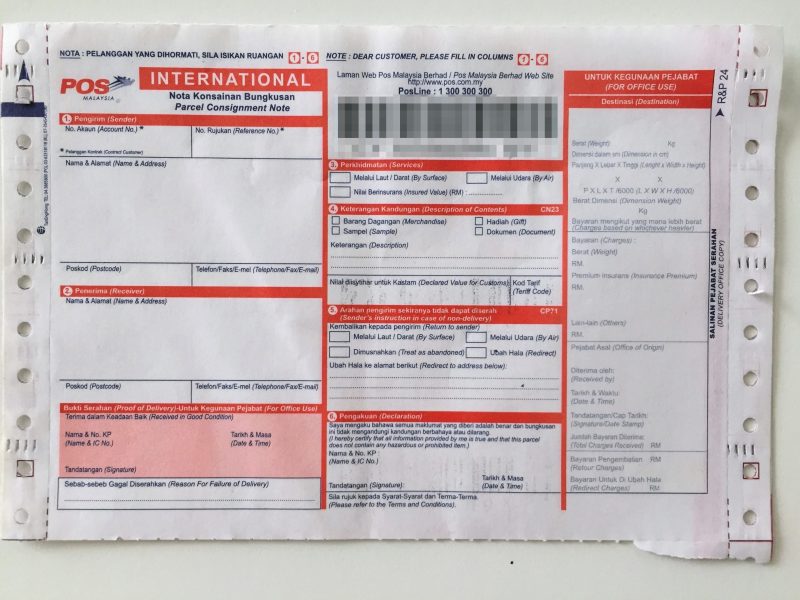 NOTA : PELANGGAN YANG DIHORMATI, SILA ISIKAN RUANGAN 1 - 6
NOTE : DEAR CUSTOMER, PLEASE FILL IN COLUMNS 1 - 6
POS
MALAYSIA
INTERNATIONAL
Nota Konsainan Bungkusan
Parcel Consignment Note
Laman Web Pos Malaysia Berhad / Pos Malaysia Berhad Web Site
http://www.pos.com.my
PosLine : 1 300 300 300
1. Pengirim (Sender)
No. Akaun (Account No.) *
No. Rujukan (Reference No.) *
* Pelanggan Kontrak (Contract Customer)
Nama & Alamat (Name & Address)
Poskod (Postcode)
Telefon/Faks/E-mel (Telephone/Fax/E-mail)
2. Penerima (Receiver)
Nama & Alamat (Name & Address)
Poskod (Postcode)
Telefon/Faks/E-mel (Telephone/Fax/E-mail)
Bukti Serahan (Proof of Delivery)-Untuk Kegunaan Pejabat (For Office Use)
Terima dalam Keadaan Baik (Received in Good Condition)
Nama & No. KP
(Name & IC No.)
Tarikh & Masa
(Date & Time)
Tandatangan (Signature)
Sebab-sebeb Gagal Diserahkan (Reason For Failure of Delivery)
3. Perkhidmatan (Services)
Melalui Laut / Darat (By Surface)
Melalui Udara (By Air)
Nilai Berinsurans (Insured Value) (RM) :
4. Keterangan Kandungan (Description of Contents) CN23
Barang Dagangan (Merchandise)
Hadiah (Gift)
Sampel (Sample)
Dokumen (Document)
Keterangan (Description)
Nilai disytihar untuk Kastam (Declared Value for Customs)
Kod Tarif
(Teriff Code)
5. Arahan pengirim sekiranya tidak dapat diserah CP71
(Sender's instruction in case of non-delivery)
Kembalikan kepada pengirim (Return to sender)
Melalui Laut / Darat (By Surface)
Melalui Udara (By Air)
Dimusnahkan (Treat as abandoned)
Ubah Hala (Redirect)
Ubah Hala ke alamat berikut (Redirect to address below):
6. Pengakuan (Declaration)
Saya mengaku bahawa semua maklumat yang diberi adalah benar dan bungkusan
ini tidak mengandungi kandungan berbahaya atau dilarang.
(I hereby certify that all information provided by me is true and that this parcel
does not contain any hazardous or prohibited item.)
Nama & No. KP :
(Name & IC No.)
Tandatangan (Signature):
Tarikh & Masa
(Date & Time)
Sila rujuk kepada Syarat-Syarat dan Terma-Terma.
(Please refer to the Terms and Conditions).
UNTUK KEGUNAAN PEJABAT
(FOR OFFICE USE)
Destinasi (Destination)
Berat (Weight) Kg
Dimensi dalam sm (Dimension in cm)
Panjang X Lebar X Tinggi (Length x Width x Height)
X X
P X L X T /6000 (L X W X H /6000)
Berat Dimensi (Dimension Weight)
Kg
Bayaran mengikut yang mana lebih berat
(Charges based on whichever heavier)
Bayaran (Charges) :
Berat (Weight)
RM.
Premium insurans (Insurance Premium)
RM.
Lain-lain (Others)
RM.
Pejabat Asal (Office of Origin)
Diterima oleh:
(Received by)
Tarikh & Waktu:
(Date & Time)
Tandatangan/Cap Tarikh:
(Signature/Date Stamp)
Jumlah Bayaran Diterima:
(Total Charges Received) RM
Bayaran Pengembalian RM
(Retour Charges)
Bayaran Untuk Di Ubah Hala
(Redirect Charges) RM.
R&P 24
SALINAN PEJABAT SERAHAN
(DELIVERY OFFICE COPY)